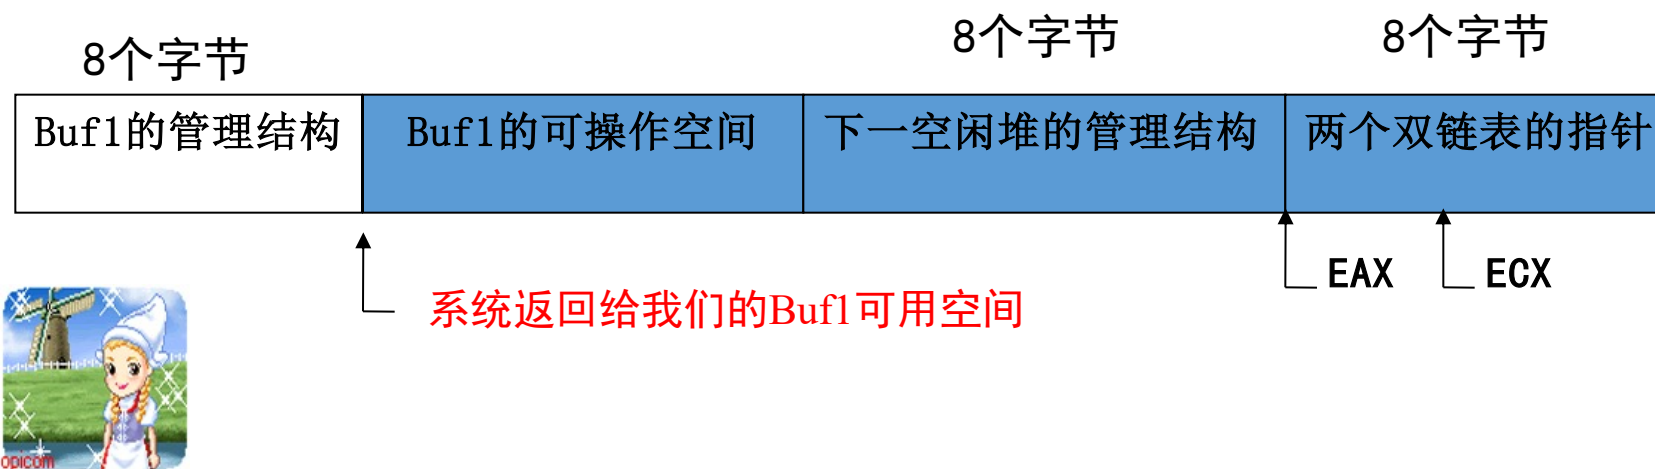 8个字节
8个字节
8个字节
Buf1的管理结构
Buf1的可操作空间
下一空闲堆的管理结构
两个双链表的指针
EAX
ECX
系统返回给我们的Buf1可用空间
opicom